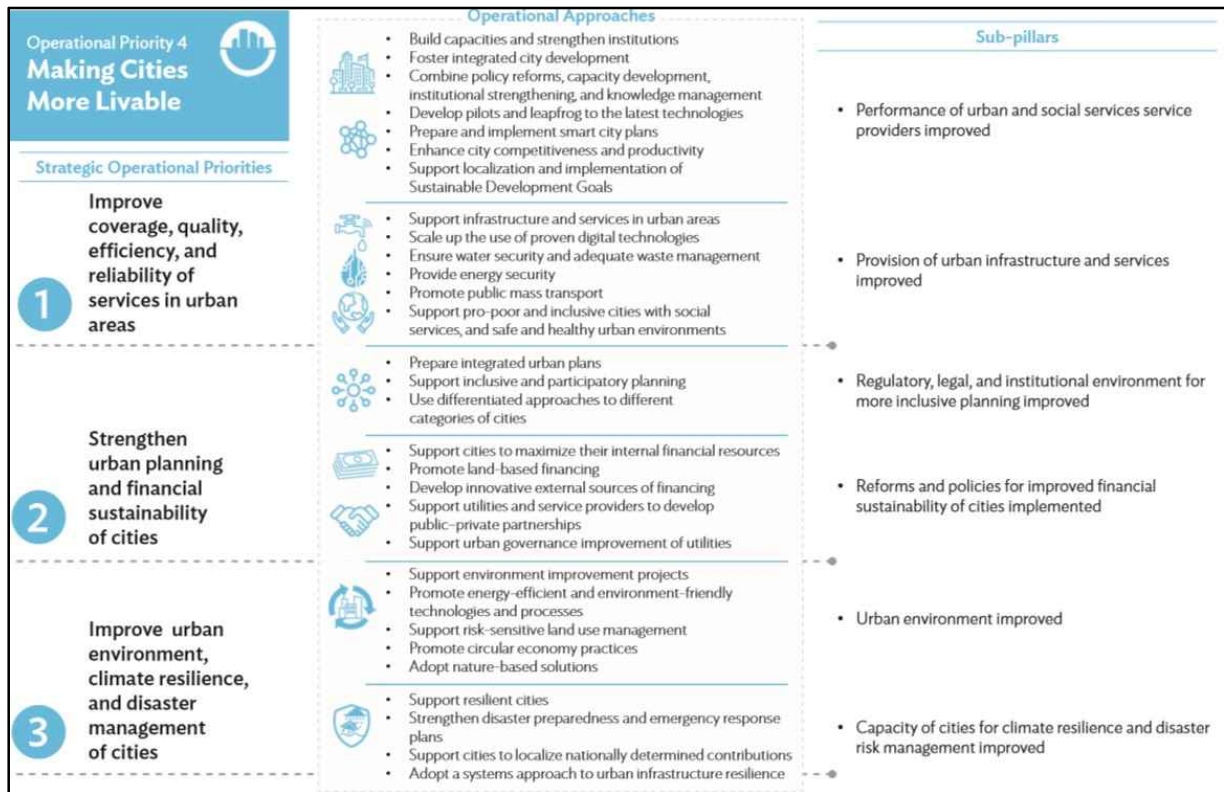 Operational Priority 4
Making Cities
More Livable
Strategic Operational Priorities
1
Improve
coverage, quality,
efficiency, and
reliability of
services in urban
areas
2
Strengthen
urban planning
and financial
sustainability
of cities
3
Improve urban
environment,
climate resilience,
and disaster
management
of cities
Operational Approaches
• Build capacities and strengthen institutions
• Foster integrated city development
• Combine policy reforms, capacity development,
institutional strengthening, and knowledge management
• Develop pilots and leapfrog to the latest technologies
• Prepare and implement smart city plans
• Enhance city competitiveness and productivity
• Support localization and implementation of
Sustainable Development Goals
• Support infrastructure and services in urban areas
• Scale up the use of proven digital technologies
• Ensure water security and adequate waste management
• Provide energy security
• Promote public mass transport
• Support pro-poor and inclusive cities with social
services, and safe and healthy urban environments
• Prepare integrated urban plans
• Support inclusive and participatory planning
• Use differentiated approaches to different
categories of cities
• Support cities to maximize their internal financial resources
• Promote land-based financing
• Develop innovative external sources of financing
• Support utilities and service providers to develop
public–private partnerships
• Support urban governance improvement of utilities
• Support environment improvement projects
• Promote energy-efficient and environment-friendly
technologies and processes
• Support risk-sensitive land use management
• Promote circular economy practices
• Adopt nature-based solutions
• Support resilient cities
• Strengthen disaster preparedness and emergency response
plans
• Support cities to localize nationally determined contributions
• Adopt a systems approach to urban infrastructure resilience
Sub-pillars
• Performance of urban and social services service
providers improved
• Provision of urban infrastructure and services
improved
• Regulatory, legal, and institutional environment for
more inclusive planning improved
• Reforms and policies for improved financial
sustainability of cities implemented
• Urban environment improved
• Capacity of cities for climate resilience and disaster
risk management improved